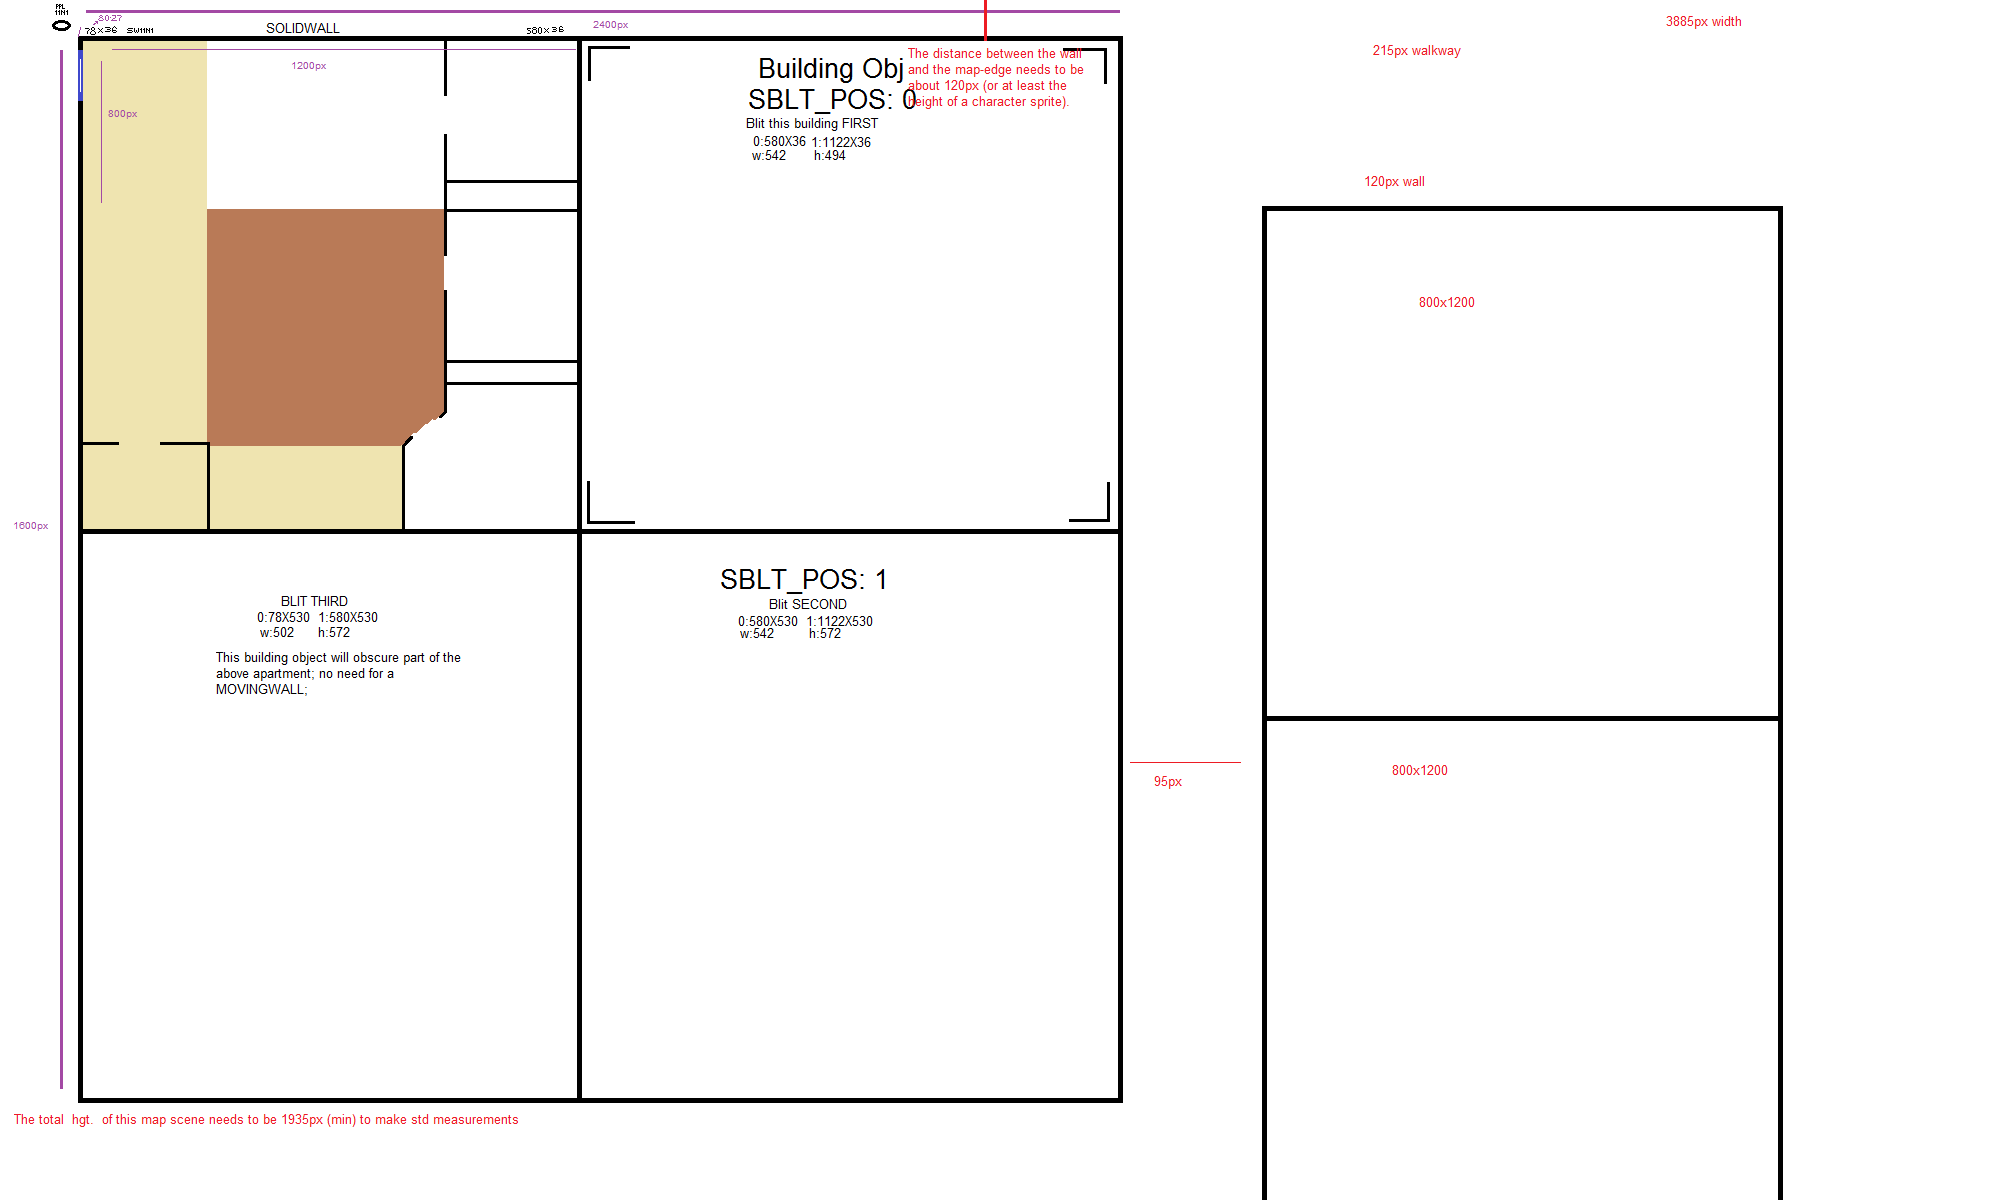 PPL
11N1
80:27
78X36 SW11N1
SOLIDWALL
580X36
2400px
3885px width
215px walkway
1200px
800px
Building Obj
SBLT_POS: 0
Blit this building FIRST
0:580X36 1:1122X36
w:542 h:494
The distance between the wall
and the map-edge needs to be
about 120px (or at least the
height of a character sprite).
120px wall
800x1200
1600px
BLIT THIRD
0:78X530 1:580X530
w:502 h:572
This building object will obscure part of the
above apartment; no need for a
MOVINGWALL;
SBLT_POS: 1
Blit SECOND
0:580X530 1:1122X530
w:542 h:572
95px
800x1200
The total hgt. of this map scene needs to be 1935px (min) to make std measurements